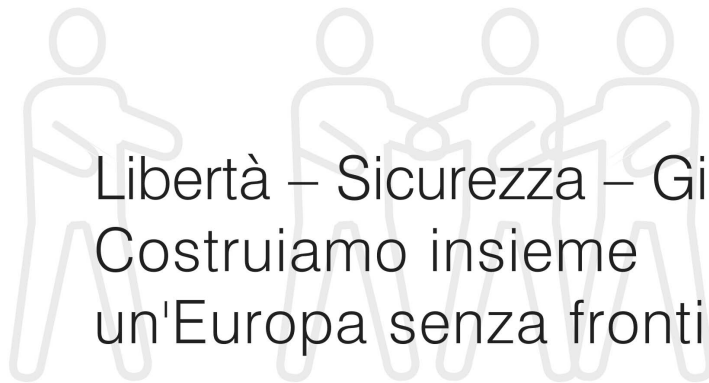 Libertà – Sicurezza – Gi
Costruiamo insieme
un'Europa senza fronti